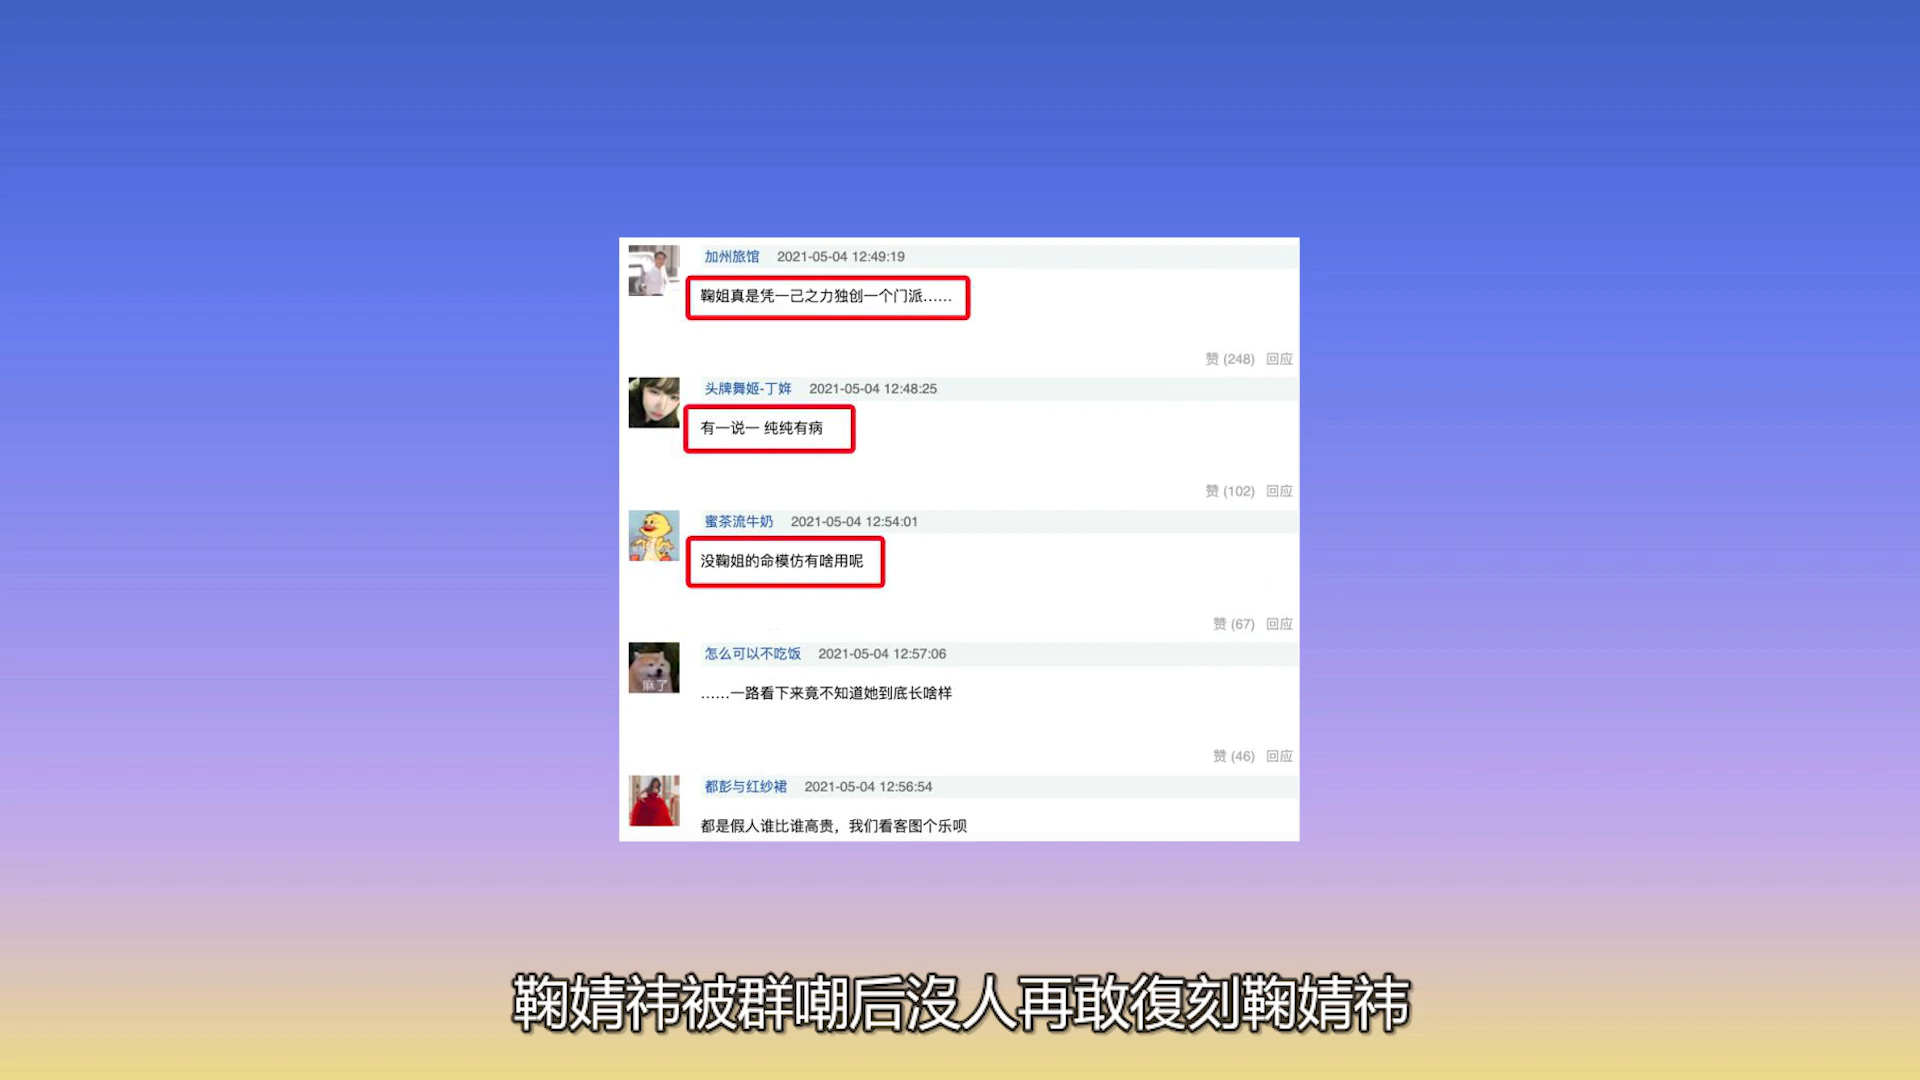 加州旅馆 2021-05-04 12:49:19
鞠姐真是凭一己之力独创一个门派……
赞 (248) 回应
头牌舞姬-丁姩 2021-05-04 12:48:25
有一说一 纯纯有病
赞 (102) 回应
蜜茶流牛奶 2021-05-04 12:54:01
没鞠姐的命模仿有啥用呢
赞 (67) 回应
怎么可以不吃饭 2021-05-04 12:57:06
麻了
……一路看下来竟不知道她到底长啥样
赞 (46) 回应
都彭与红纱裙 2021-05-04 12:56:54
都是假人谁比谁高贵，我们看客图个乐呗
鞠婧祎被群嘲后沒人再敢復刻鞠婧祎